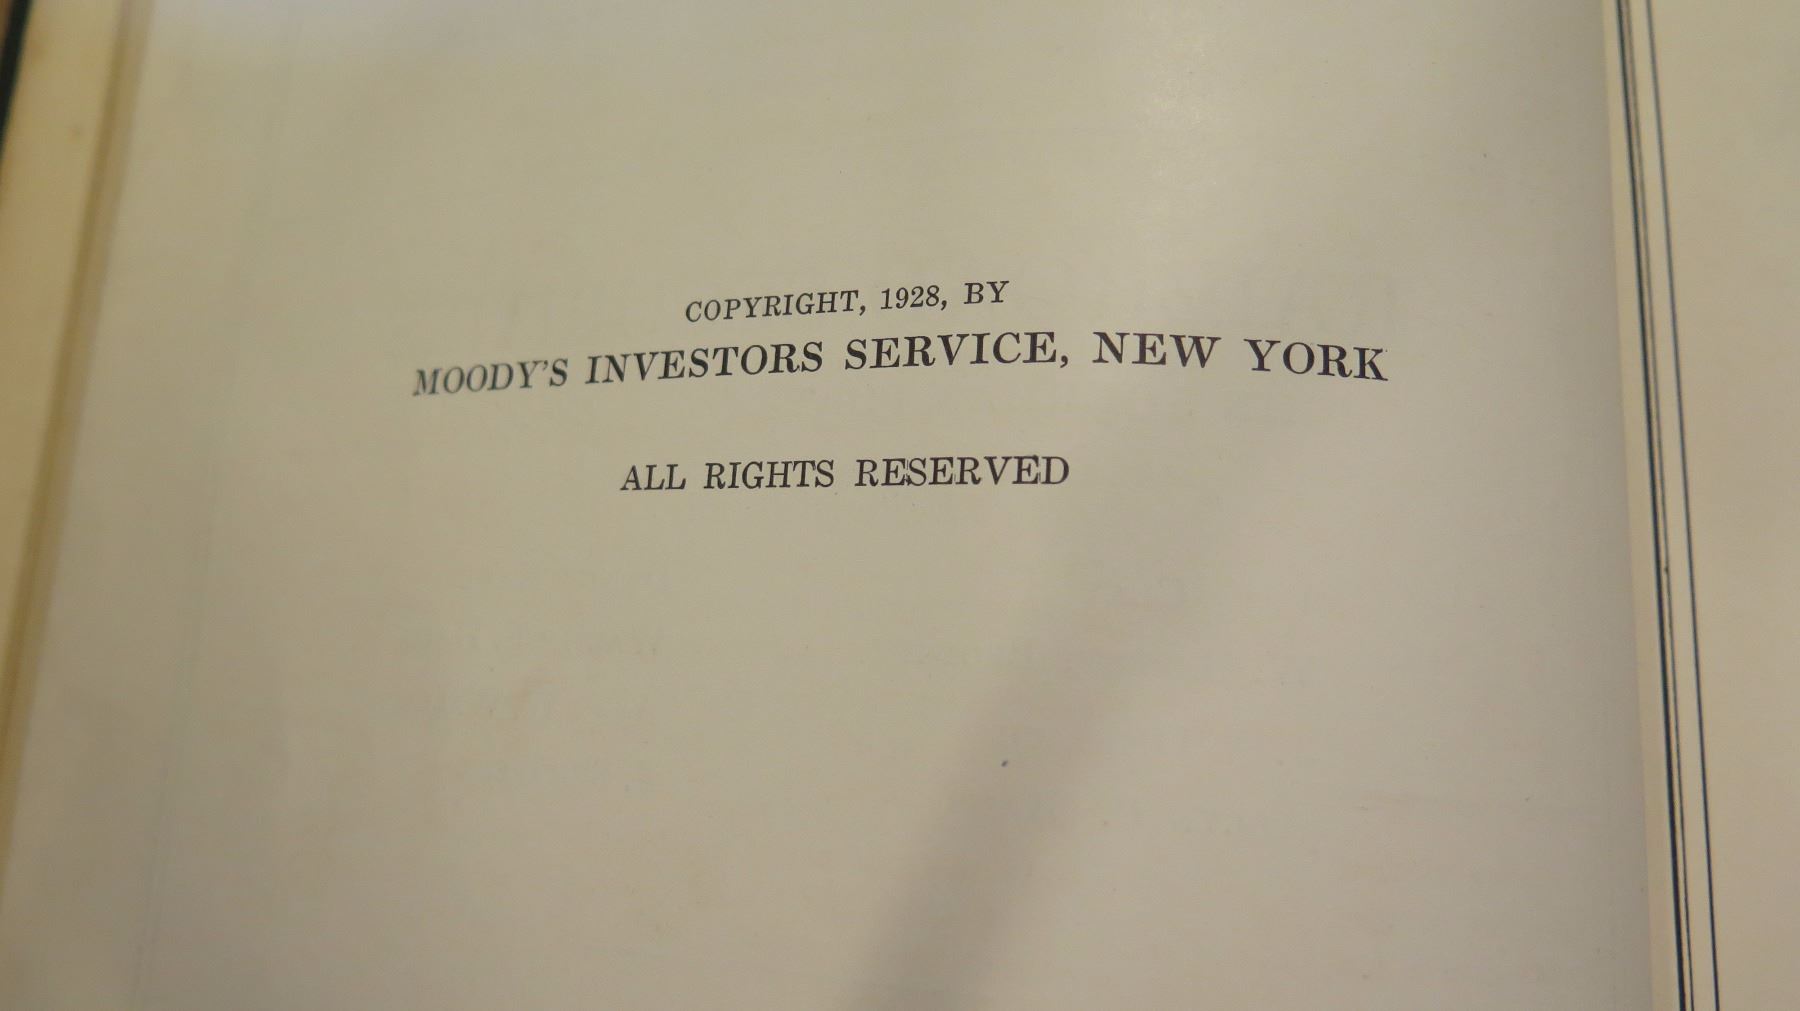 COPYRIGHT, 1928, BY
MOODY'S INVESTORS SERVICE, NEW YORK
ALL RIGHTS RESERVED